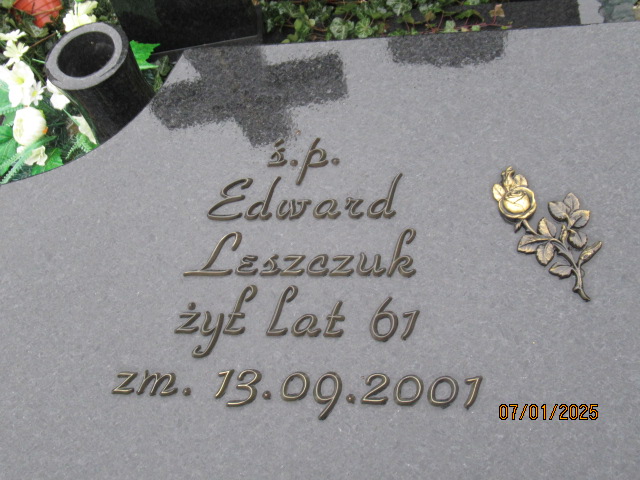 ś.p.
Edward
Leszczuk
żył lat 61
zm. 13.09.2001
07/01/2025